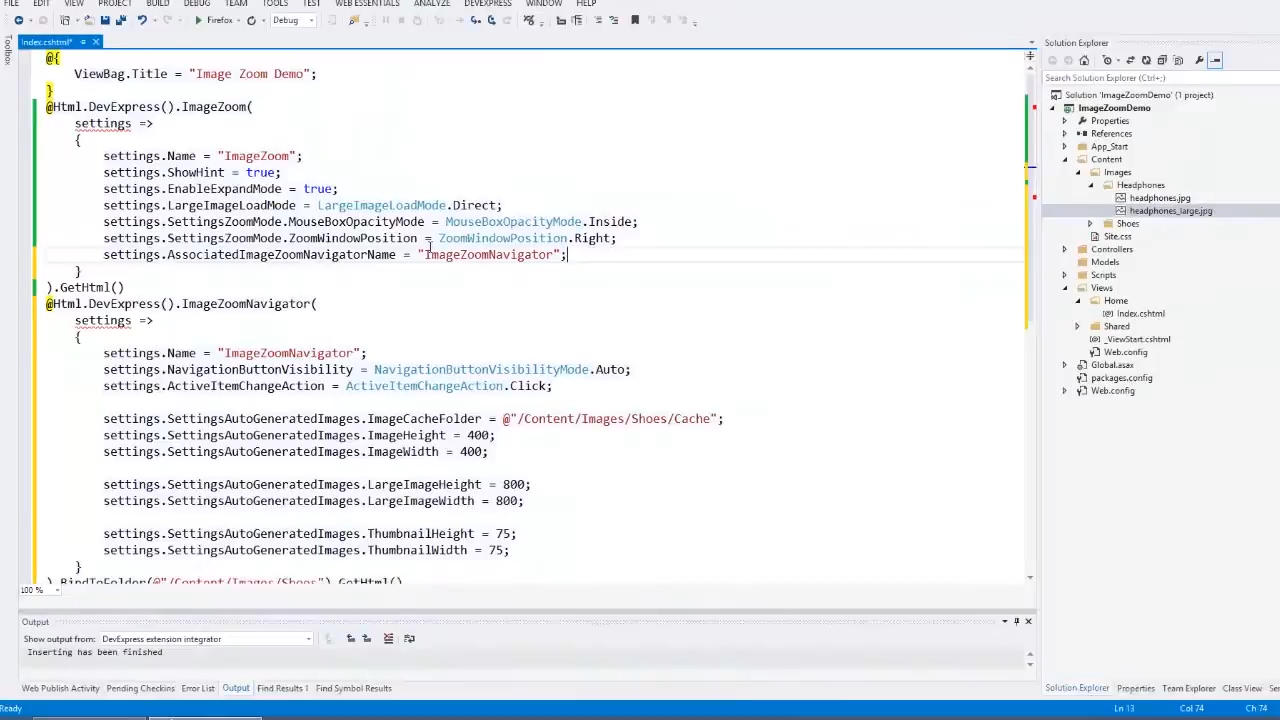 FILE EDIT VIEW PROJECT BUILD DEBUG TEAM TOOLS TEST WEB ESSENTIALS ANALYZE DEVEXPRESS WINDOW HELP
Firefox Debug
Index.cshtml*
Toolbox
@{
ViewBag.Title = "Image Zoom Demo";
}
@Html.DevExpress().ImageZoom(
settings =>
{
settings.Name = "ImageZoom";
settings.ShowHint = true;
settings.EnableExpandMode = true;
settings.LargeImageLoadMode = LargeImageLoadMode.Direct;
settings.SettingsZoomMode.MouseBoxOpacityMode = MouseBoxOpacityMode.Inside;
settings.SettingsZoomMode.ZoomWindowPosition = ZoomWindowPosition.Right;
settings.AssociatedImageZoomNavigatorName = "ImageZoomNavigator";
}
).GetHtml()
@Html.DevExpress().ImageZoomNavigator(
settings =>
{
settings.Name = "ImageZoomNavigator";
settings.NavigationButtonVisibility = NavigationButtonVisibilityMode.Auto;
settings.ActiveItemChangeAction = ActiveItemChangeAction.Click;
settings.SettingsAutoGeneratedImages.ImageCacheFolder = @"/Content/Images/Shoes/Cache";
settings.SettingsAutoGeneratedImages.ImageHeight = 400;
settings.SettingsAutoGeneratedImages.ImageWidth = 400;
settings.SettingsAutoGeneratedImages.LargeImageHeight = 800;
settings.SettingsAutoGeneratedImages.LargeImageWidth = 800;
settings.SettingsAutoGeneratedImages.ThumbnailHeight = 75;
settings.SettingsAutoGeneratedImages.ThumbnailWidth = 75;
}
).BindToFolder(@"/Content/Images/Shoes").GetHtml()
100 %
Output
Show output from: DevExpress extension integrator
Inserting has been finished
Web Publish Activity Pending Checkins Error List Output Find Results 1 Find Symbol Results
Solution Explorer
Search Solution Explorer (Ctrl+;)
Solution 'ImageZoomDemo' (1 project)
ImageZoomDemo
Properties
References
App_Start
Content
Images
Headphones
headphones.jpg
headphones_large.jpg
Shoes
Site.css
Controllers
Models
Scripts
Views
Home
Index.cshtml
Shared
_ViewStart.cshtml
Web.config
Global.asax
packages.config
Web.config
Solution Explorer Properties Team Explorer Class View
Ready Ln 13 Col 74 Ch 74